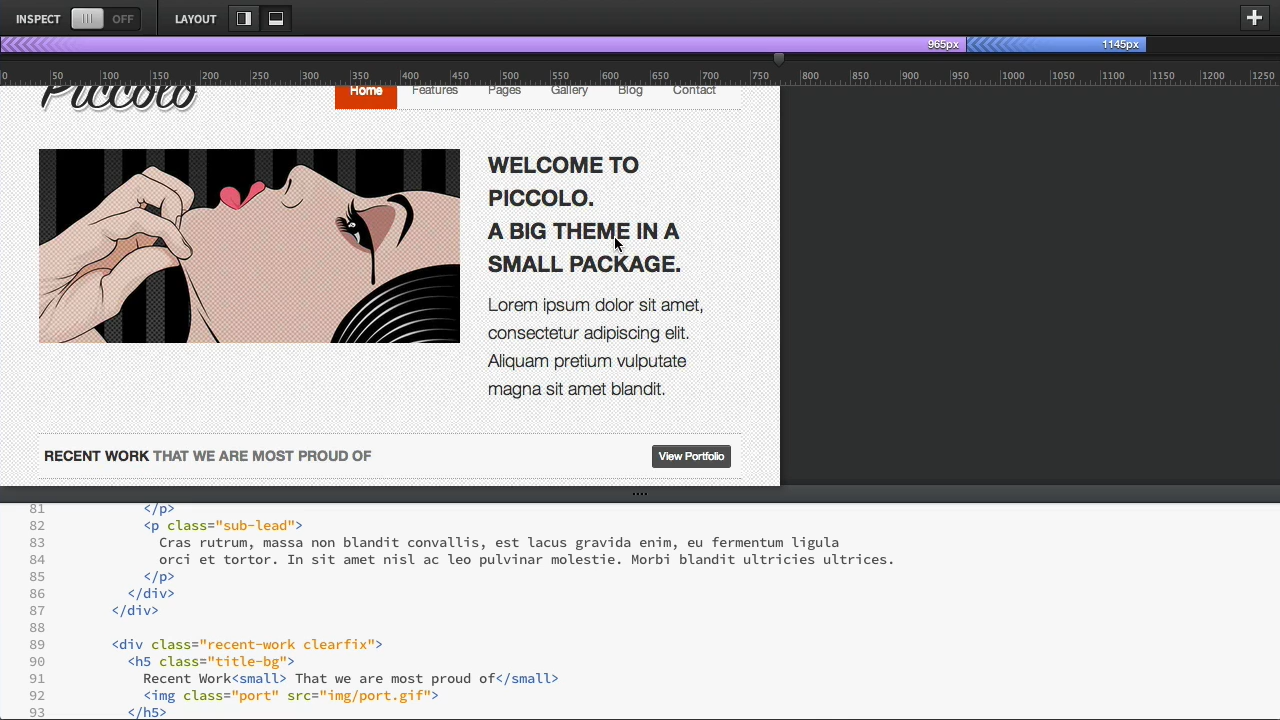 INSPECT OFF LAYOUT
965px 1145px
0 50 100 150 200 250 300 350 400 450 500 550 600 650 700 750 800 850 900 950 1000 1050 1100 1150 1200 1250
Piccolo Home Features Pages Gallery Blog Contact
WELCOME TO
PICCOLO.
A BIG THEME IN A
SMALL PACKAGE.
Lorem ipsum dolor sit amet,
consectetur adipiscing elit.
Aliquam pretium vulputate
magna sit amet blandit.
RECENT WORK THAT WE ARE MOST PROUD OF View Portfolio
81 </p>
82 <p class="sub-lead">
83 Cras rutrum, massa non blandit convallis, est lacus gravida enim, eu fermentum ligula
84 orci et tortor. In sit amet nisl ac leo pulvinar molestie. Morbi blandit ultricies ultrices.
85 </p>
86 </div>
87 </div>
88
89 <div class="recent-work clearfix">
90 <h5 class="title-bg">
91 Recent Work<small> That we are most proud of</small>
92 <img class="port" src="img/port.gif">
93 </h5>